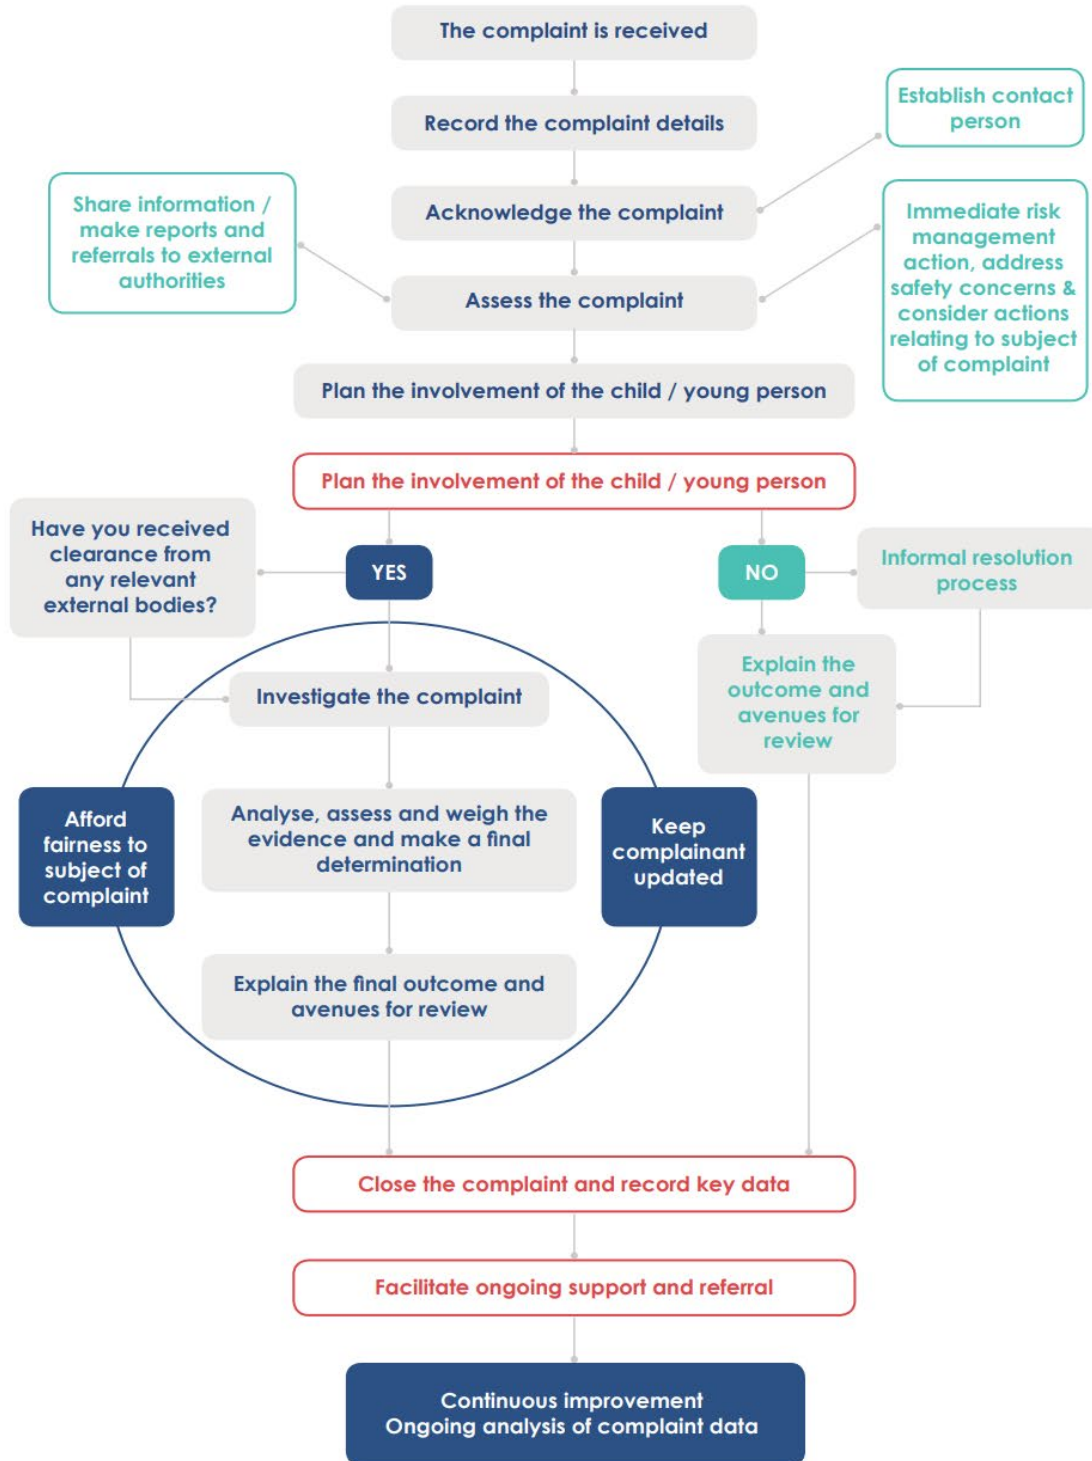 The complaint is received
Record the complaint details
Establish contact
person
Acknowledge the complaint
Share information /
make reports and
referrals to external
authorities
Immediate risk
management
action, address
safety concerns &
consider actions
relating to subject
of complaint
Assess the complaint
Plan the involvement of the child / young person
Plan the involvement of the child / young person
Have you received
clearance from
any relevant
external bodies?
YES
NO
Informal resolution
process
Explain the
outcome and
avenues for
review
Investigate the complaint
Afford
fairness to
subject of
complaint
Analyse, assess and weigh the
evidence and make a final
determination
Keep
complainant
updated
Explain the final outcome and
avenues for review
Close the complaint and record key data
Facilitate ongoing support and referral
Continuous improvement
Ongoing analysis of complaint data